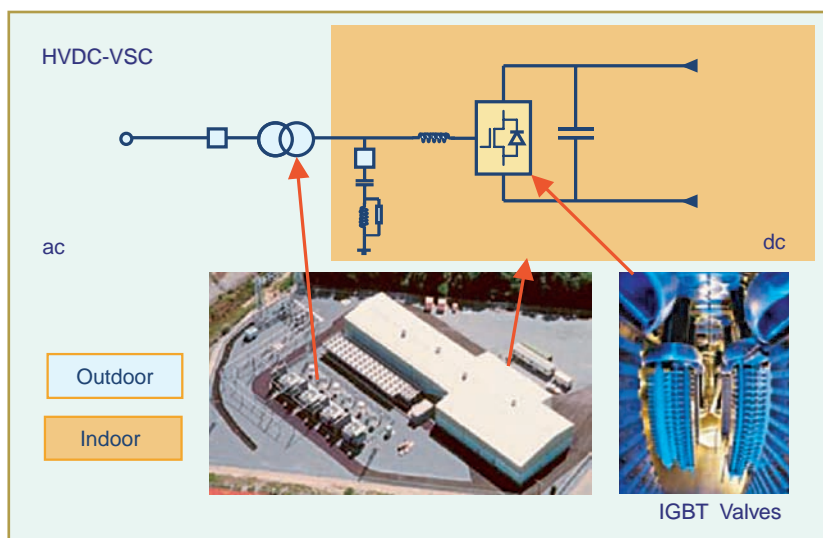 HVDC-VSC
ac
dc
Outdoor
Indoor
IGBT Valves